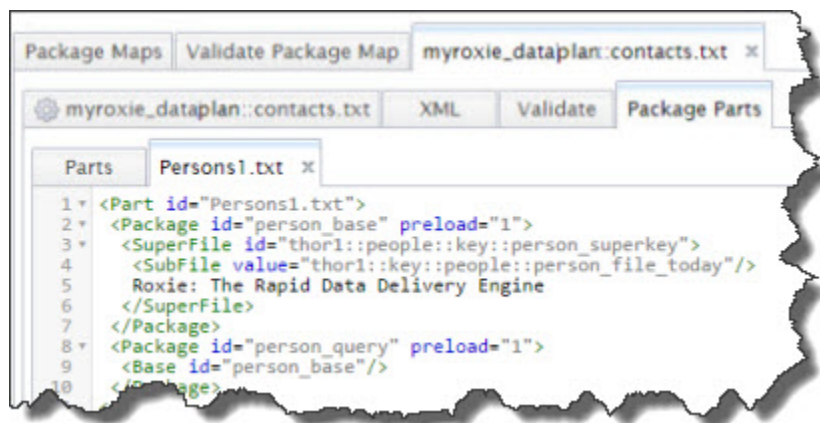 Package Maps Validate Package Map myroxie_dataplan::contacts.txt x
myroxie_dataplan::contacts.txt XML Validate Package Parts
Parts Persons1.txt x
1 <Part id="Persons1.txt">
2 <Package id="person_base" preload="1">
3 <SuperFile id="thor1::people::key::person_superkey">
4 <SubFile value="thor1::key::people::person_file_today"/>
5 Roxie: The Rapid Data Delivery Engine
6 </SuperFile>
7 </Package>
8 <Package id="person_query" preload="1">
9 <Base id="person_base"/>
10